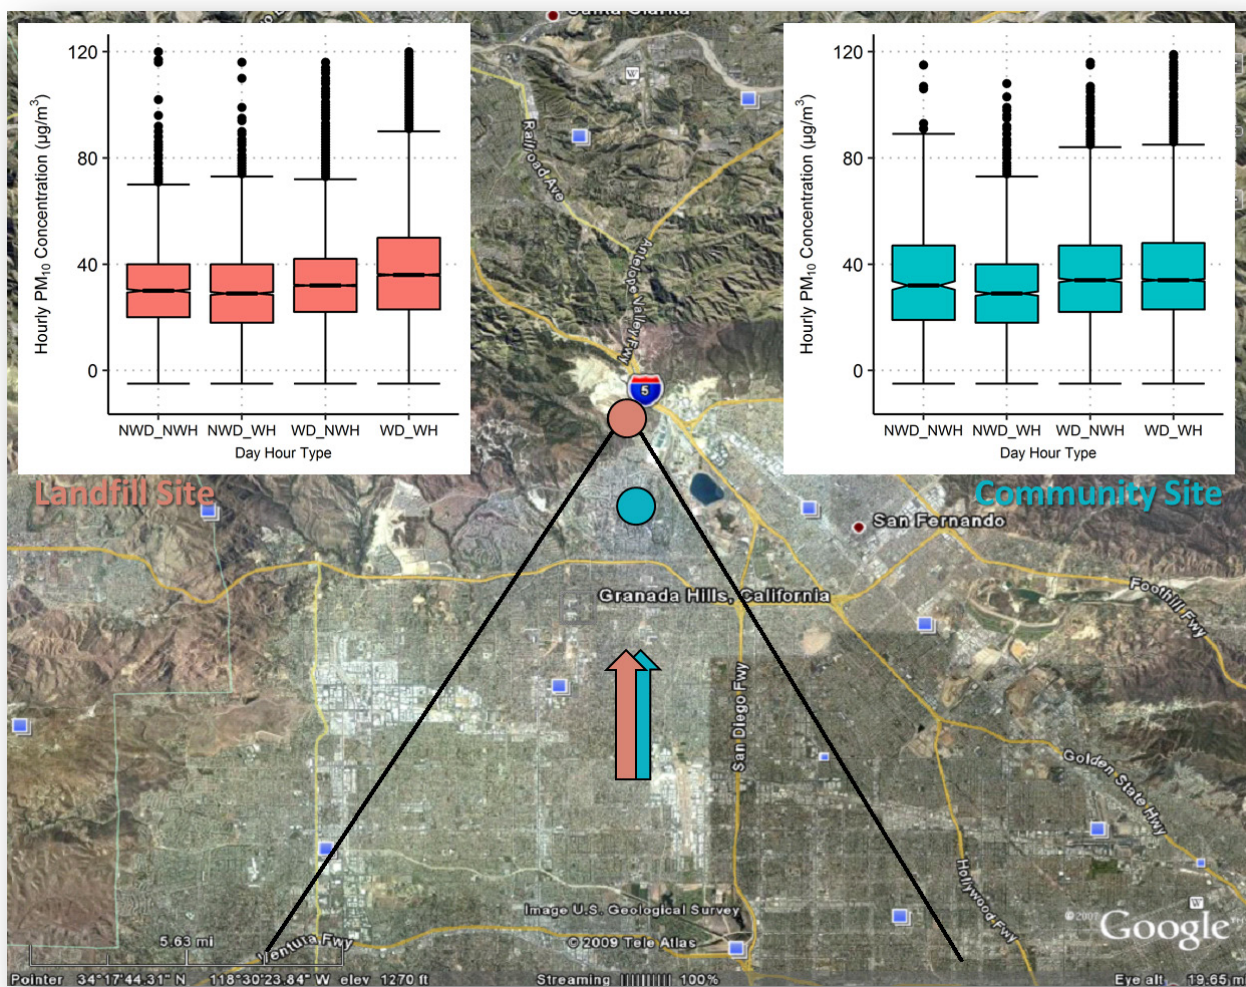 Santa Clarita
120
80
40
0
Hourly PM10 Concentration (µg/m3)
NWD_NWH NWD_WH WD_NWH WD_WH
Day Hour Type
Landfill Site
W
Railroad Ave
Antelope Valley Fwy
5
120
80
40
0
Hourly PM10 Concentration (µg/m3)
NWD_NWH NWD_WH WD_NWH WD_WH
Day Hour Type
Community Site
San Fernando
Granada Hills, California
Foothill Fwy
San Diego Fwy
Golden State Hwy
Hollywood Fwy
Ventura Fwy
5.63 mi
Image U.S. Geological Survey
© 2009 Tele Atlas
W
Google
Pointer 34°17'44.31" N 118°30'23.84" W elev 1270 ft
Streaming 100%
Eye alt 19.65 mi